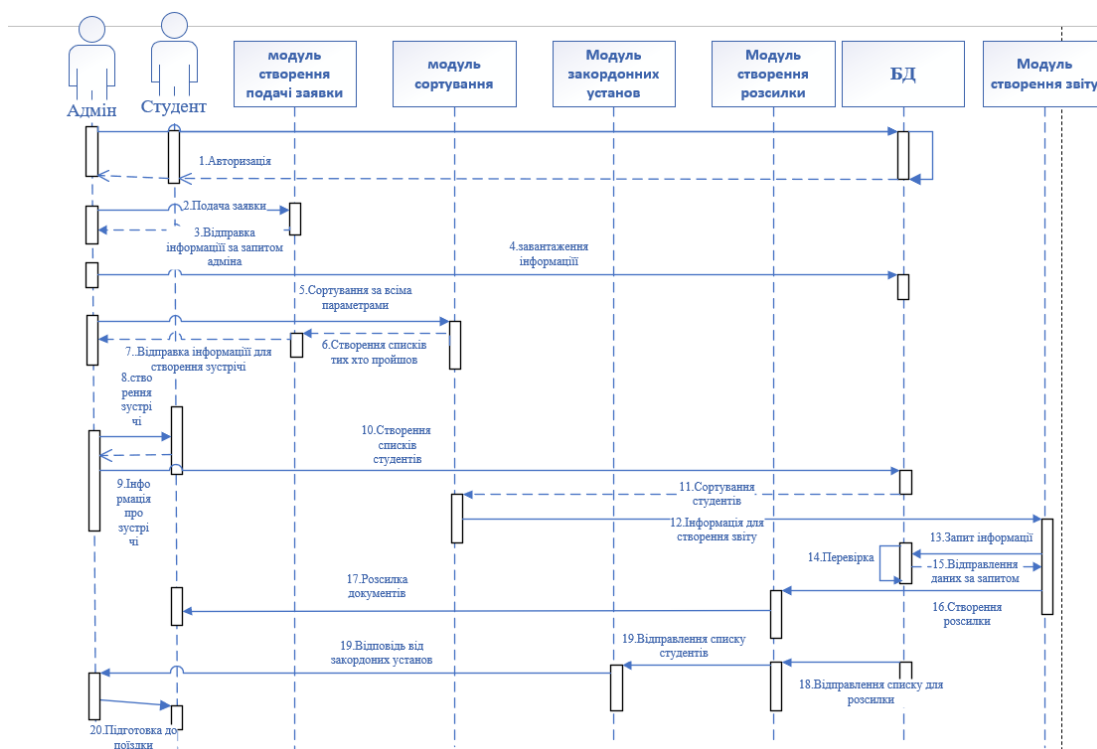 Адмін
Студент
модуль
створення
подачі заявки
модуль
сортування
Модуль
закордонних
установ
Модуль
створення
розсилки
БД
Модуль
створення звіту
1.Авторизація
2.Подача заявки
3.Відправка
інформаціїї за запитом
адміна
4.завантаження
інформаціїї
5.Сортування за всіма
параметрами
6.Створення списків
тих хто пройшов
7..Відправка інформаціїї для
створення зустрічі
8.ство
рення
зустрі
чі
9.Інфо
рмація
про
зустрі
чі
10.Створення
списків
студентів
11.Сортування
студентів
12.Інформація для
створення звіту
13.Запит інформації
14.Перевірка
15.Відправлення
даних за запитом
16.Створення
розсилки
17.Розсилка
документів
18.Відправлення списку для
розсилки
19.Відправлення списку
студентів
19.Відповідь від
закордоних установ
20.Підготовка до
поїздки